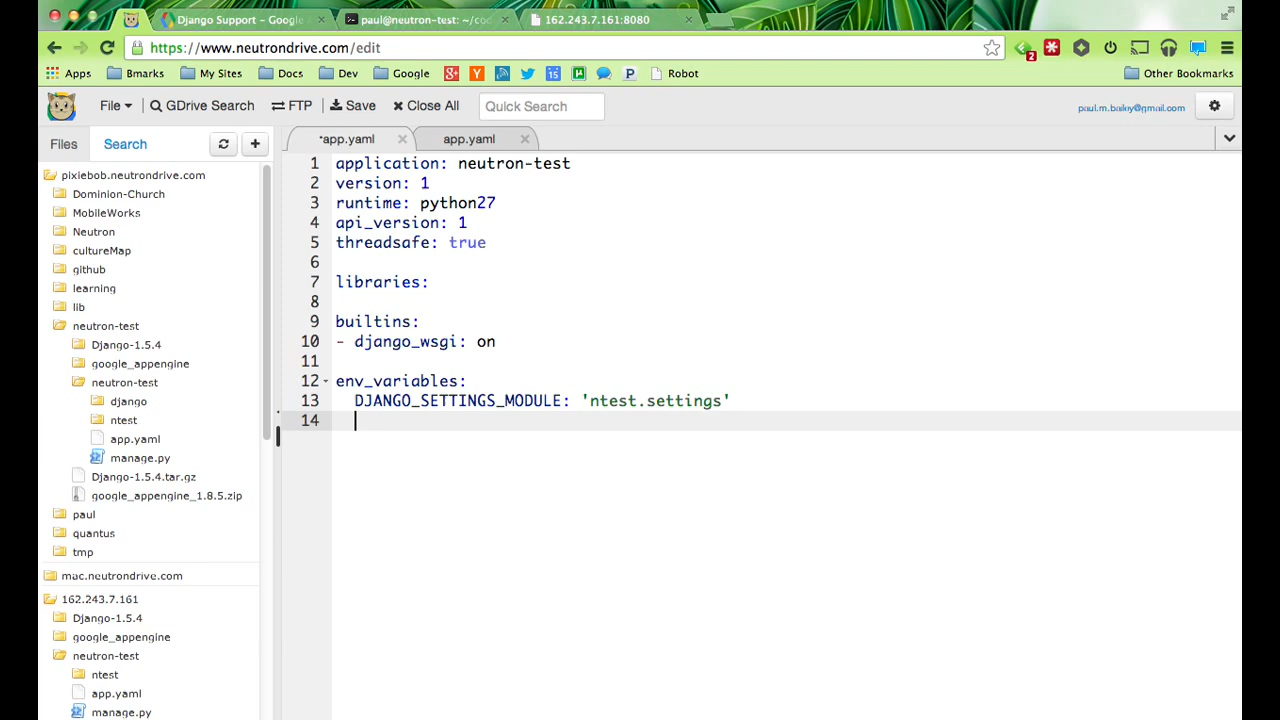 Django Support - Google A
paul@neutron-test: ~/cod
162.243.7.161:8080
https://www.neutrondrive.com/edit
2
Apps Bmarks My Sites Docs Dev Google g+ Y 15 P Robot Other Bookmarks
File GDrive Search FTP Save Close All Quick Search paul.m.bailey@gmail.com
Files Search
*app.yaml
app.yaml
pixiebob.neutrondrive.com
Dominion-Church
MobileWorks
Neutron
cultureMap
github
learning
lib
neutron-test
Django-1.5.4
google_appengine
neutron-test
django
ntest
app.yaml
manage.py
Django-1.5.4.tar.gz
google_appengine_1.8.5.zip
paul
quantus
tmp
mac.neutrondrive.com
162.243.7.161
Django-1.5.4
google_appengine
neutron-test
ntest
app.yaml
manage.py
1 application: neutron-test
2 version: 1
3 runtime: python27
4 api_version: 1
5 threadsafe: true
6
7 libraries:
8
9 builtins:
10 - django_wsgi: on
11
12 env_variables:
13 DJANGO_SETTINGS_MODULE: 'ntest.settings'
14